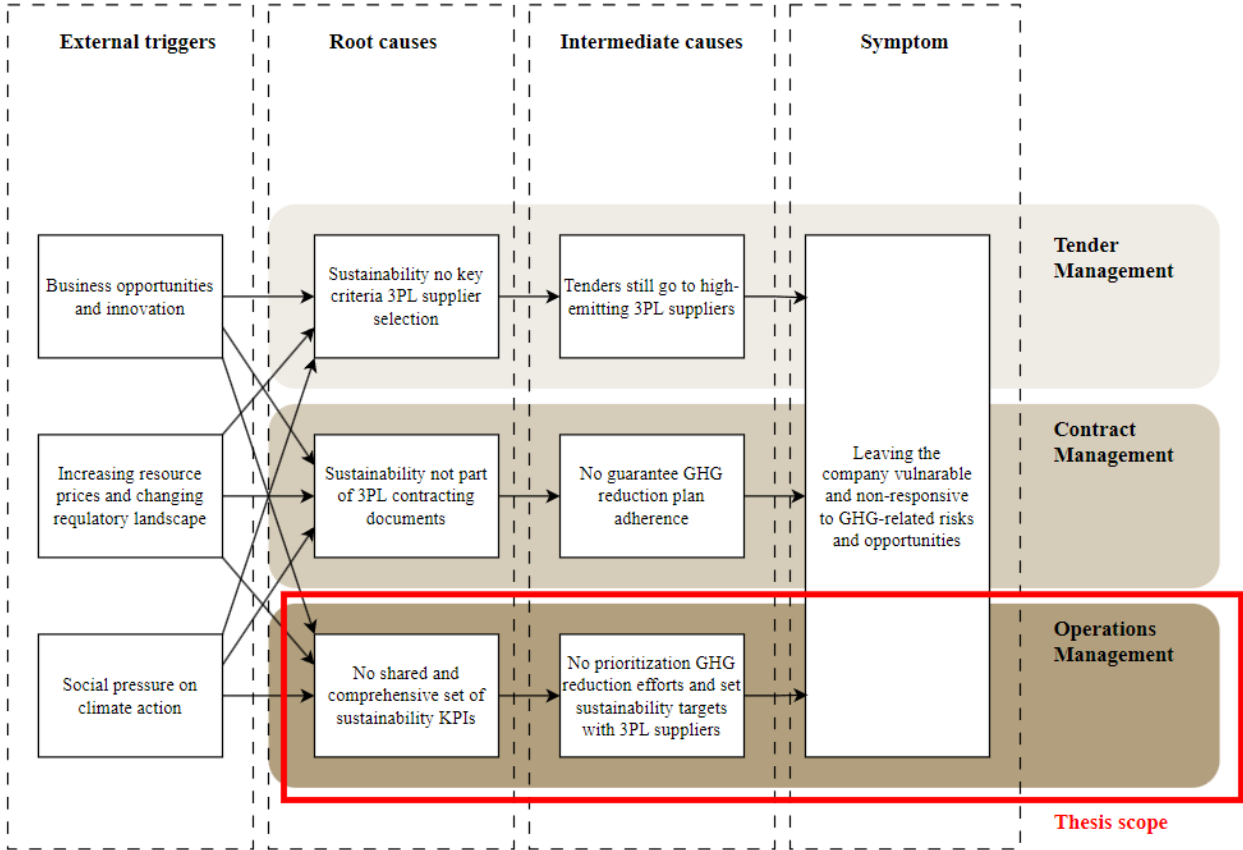 External triggers
Root causes
Intermediate causes
Symptom
Business opportunities
and innovation
Sustainability no key
criteria 3PL supplier
selection
Tenders still go to high-
emitting 3PL suppliers
Tender
Management
Increasing resource
prices and changing
requlatory landscape
Sustainability not part
of 3PL contracting
documents
No guarantee GHG
reduction plan
adherence
Leaving the
company vulnarable
and non-responsive
to GHG-related risks
and opportunities
Contract
Management
Social pressure on
climate action
No shared and
comprehensive set of
sustainability KPIs
No prioritization GHG
reduction efforts and set
sustainability targets
with 3PL suppliers
Operations
Management
Thesis scope